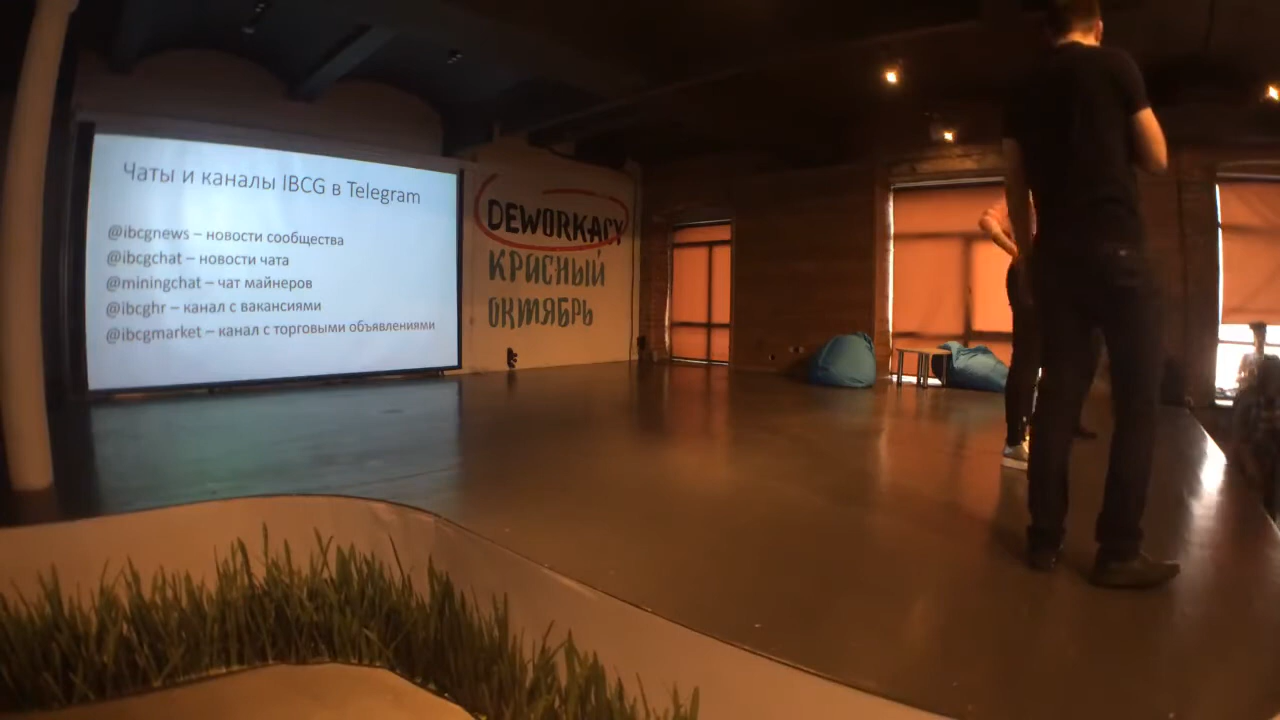 Чаты и каналы IBCG в Telegram
@ibcgnews – новости сообщества
@ibcgchat – новости чата
@miningchat – чат майнеров
@ibcghr – канал с вакансиями
@ibcgmarket – канал с торговыми объявлениями
DEWORKACY
КРАСНЫЙ
ОКТЯБРЬ